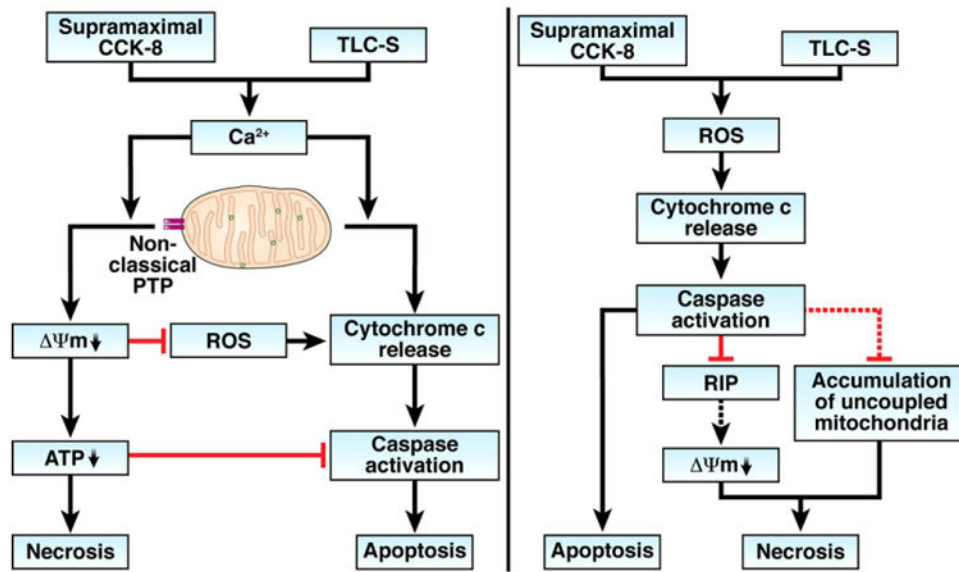 Supramaximal
CCK-8
TLC-S
Ca²⁺
Non-
classical
PTP
ΔΨm
ROS
Cytochrome c
release
ATP
Caspase
activation
Necrosis
Apoptosis
Supramaximal
CCK-8
TLC-S
ROS
Cytochrome c
release
Caspase
activation
RIP
Accumulation
of uncoupled
mitochondria
ΔΨm
Apoptosis
Necrosis